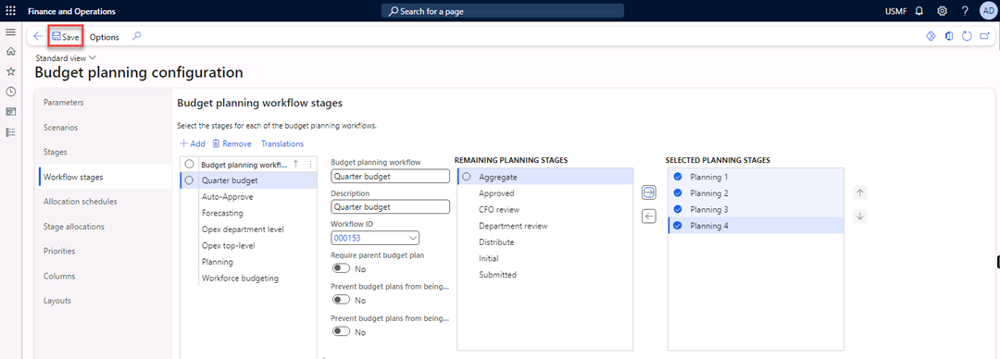 Finance and Operations
Search for a page
USMF
?
AD
Save
Options
Standard view
Budget planning configuration
Parameters
Scenarios
Stages
Workflow stages
Allocation schedules
Stage allocations
Priorities
Columns
Layouts
Budget planning workflow stages
Select the stages for each of the budget planning workflows.
+ Add
Remove
Translations
Budget planning workfl...
Quarter budget
Auto-Approve
Forecasting
Opex department level
Opex top-level
Planning
Workforce budgeting
Budget planning workflow
Quarter budget
Description
Quarter budget
Workflow ID
000153
Require parent budget plan
No
Prevent budget plans from being...
No
Prevent budget plans from being...
No
REMAINING PLANNING STAGES
Aggregate
Approved
CFO review
Department review
Distribute
Initial
Submitted
SELECTED PLANNING STAGES
Planning 1
Planning 2
Planning 3
Planning 4